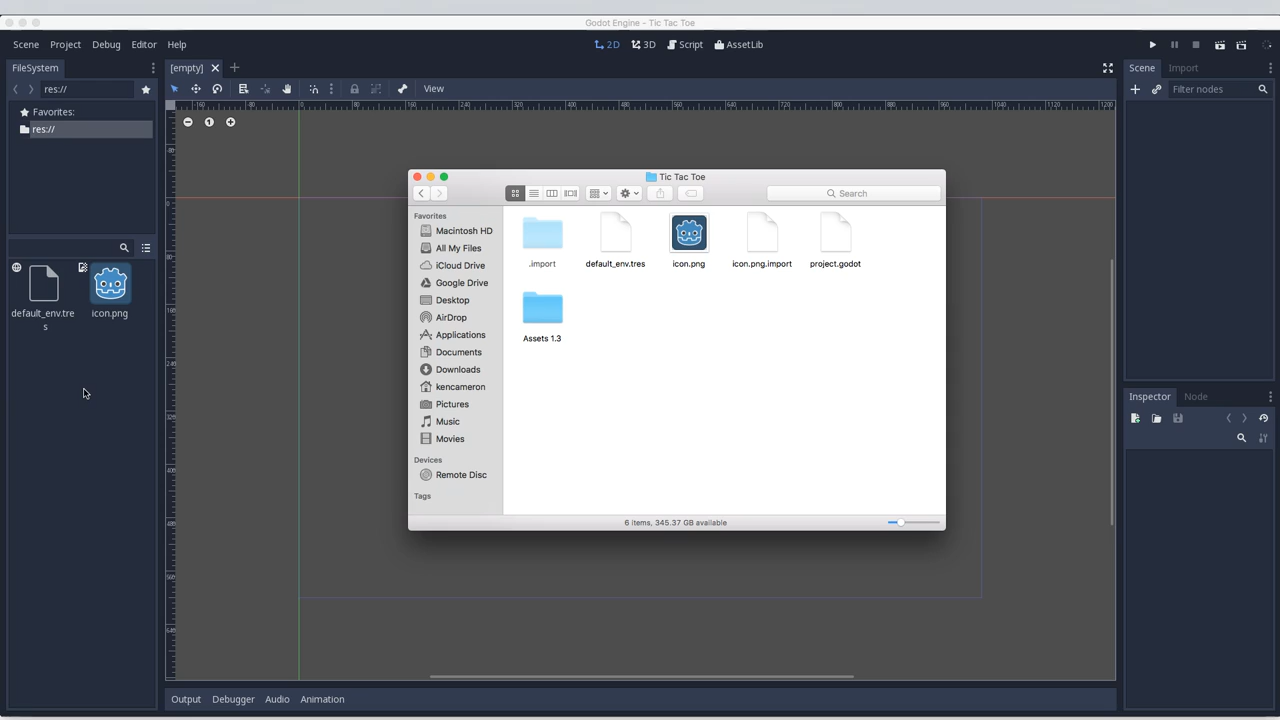 Godot Engine - Tic Tac Toe
Scene Project Debug Editor Help
2D 3D Script AssetLib
FileSystem
res://
Favorites:
res://
default_env.tre
s
icon.png
[empty]
View
Tic Tac Toe
Search
Favorites
Macintosh HD
All My Files
iCloud Drive
Google Drive
Desktop
AirDrop
Applications
Documents
Downloads
kencameron
Pictures
Music
Movies
Devices
Remote Disc
Tags
.import
default_env.tres
icon.png
icon.png.import
project.godot
Assets 1.3
6 items, 345.37 GB available
Scene Import
Filter nodes
Inspector Node
Output Debugger Audio Animation